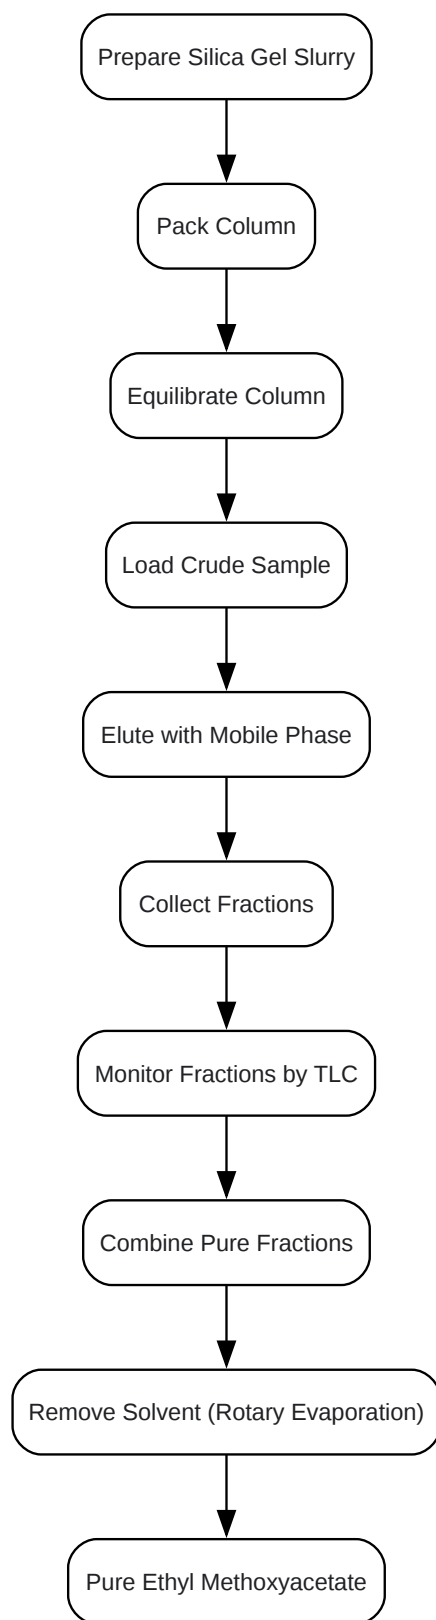 Prepare Silica Gel Slurry
Pack Column
Equilibrate Column
Load Crude Sample
Elute with Mobile Phase
Collect Fractions
Monitor Fractions by TLC
Combine Pure Fractions
Remove Solvent (Rotary Evaporation)
Pure Ethyl Methoxyacetate